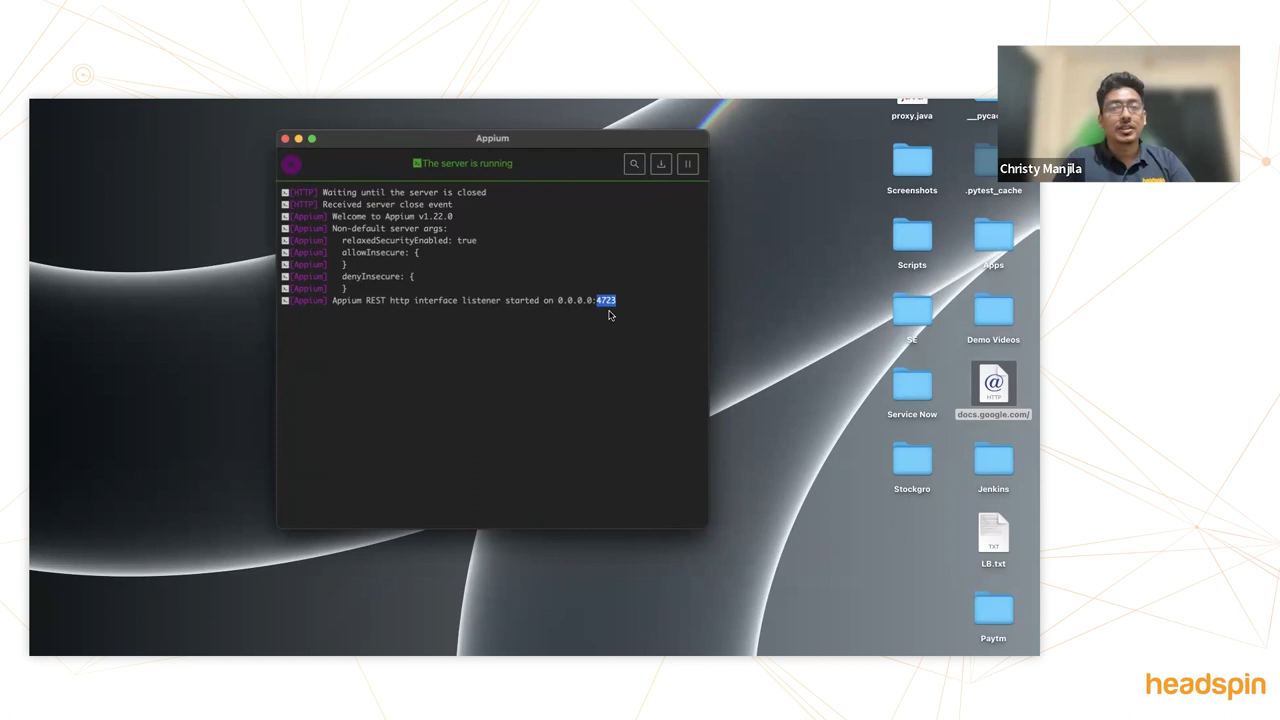 Christy Manjila
Appium
The server is running
[HTTP] Waiting until the server is closed
[HTTP] Received server close event
[Appium] Welcome to Appium v1.22.0
[Appium] Non-default server args:
[Appium] relaxedSecurityEnabled: true
[Appium] allowInsecure: {
[Appium] }
[Appium] denyInsecure: {
[Appium] }
[Appium] Appium REST http interface listener started on 0.0.0.0:4723
proxy.java
__pyca
Screenshots
.pytest_cache
Scripts
Apps
SE
Demo Videos
HTTP
Service Now
docs.google.com/
Stockgro
Jenkins
TXT
LB.txt
Paytm
headspin